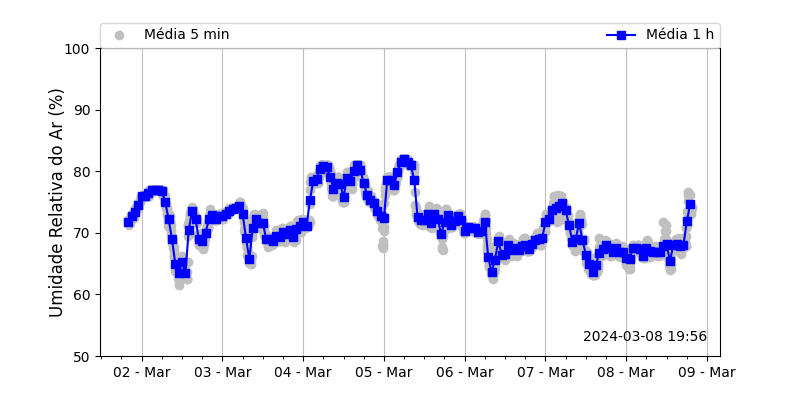 Média 5 min
Média 1 h
Umidade Relativa do Ar (%)
100
90
80
70
60
50
2024-03-08 19:56
02 - Mar
03 - Mar
04 - Mar
05 - Mar
06 - Mar
07 - Mar
08 - Mar
09 - Mar